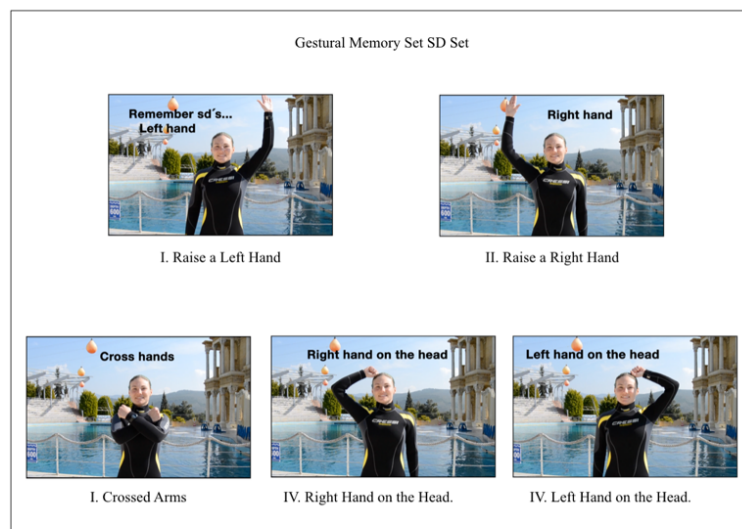 Gestural Memory Set SD Set
Remember sd´s...
Left hand
Right hand
I. Raise a Left Hand
II. Raise a Right Hand
Cross hands
Right hand on the head
Left hand on the head
I. Crossed Arms
IV. Right Hand on the Head.
IV. Left Hand on the Head.